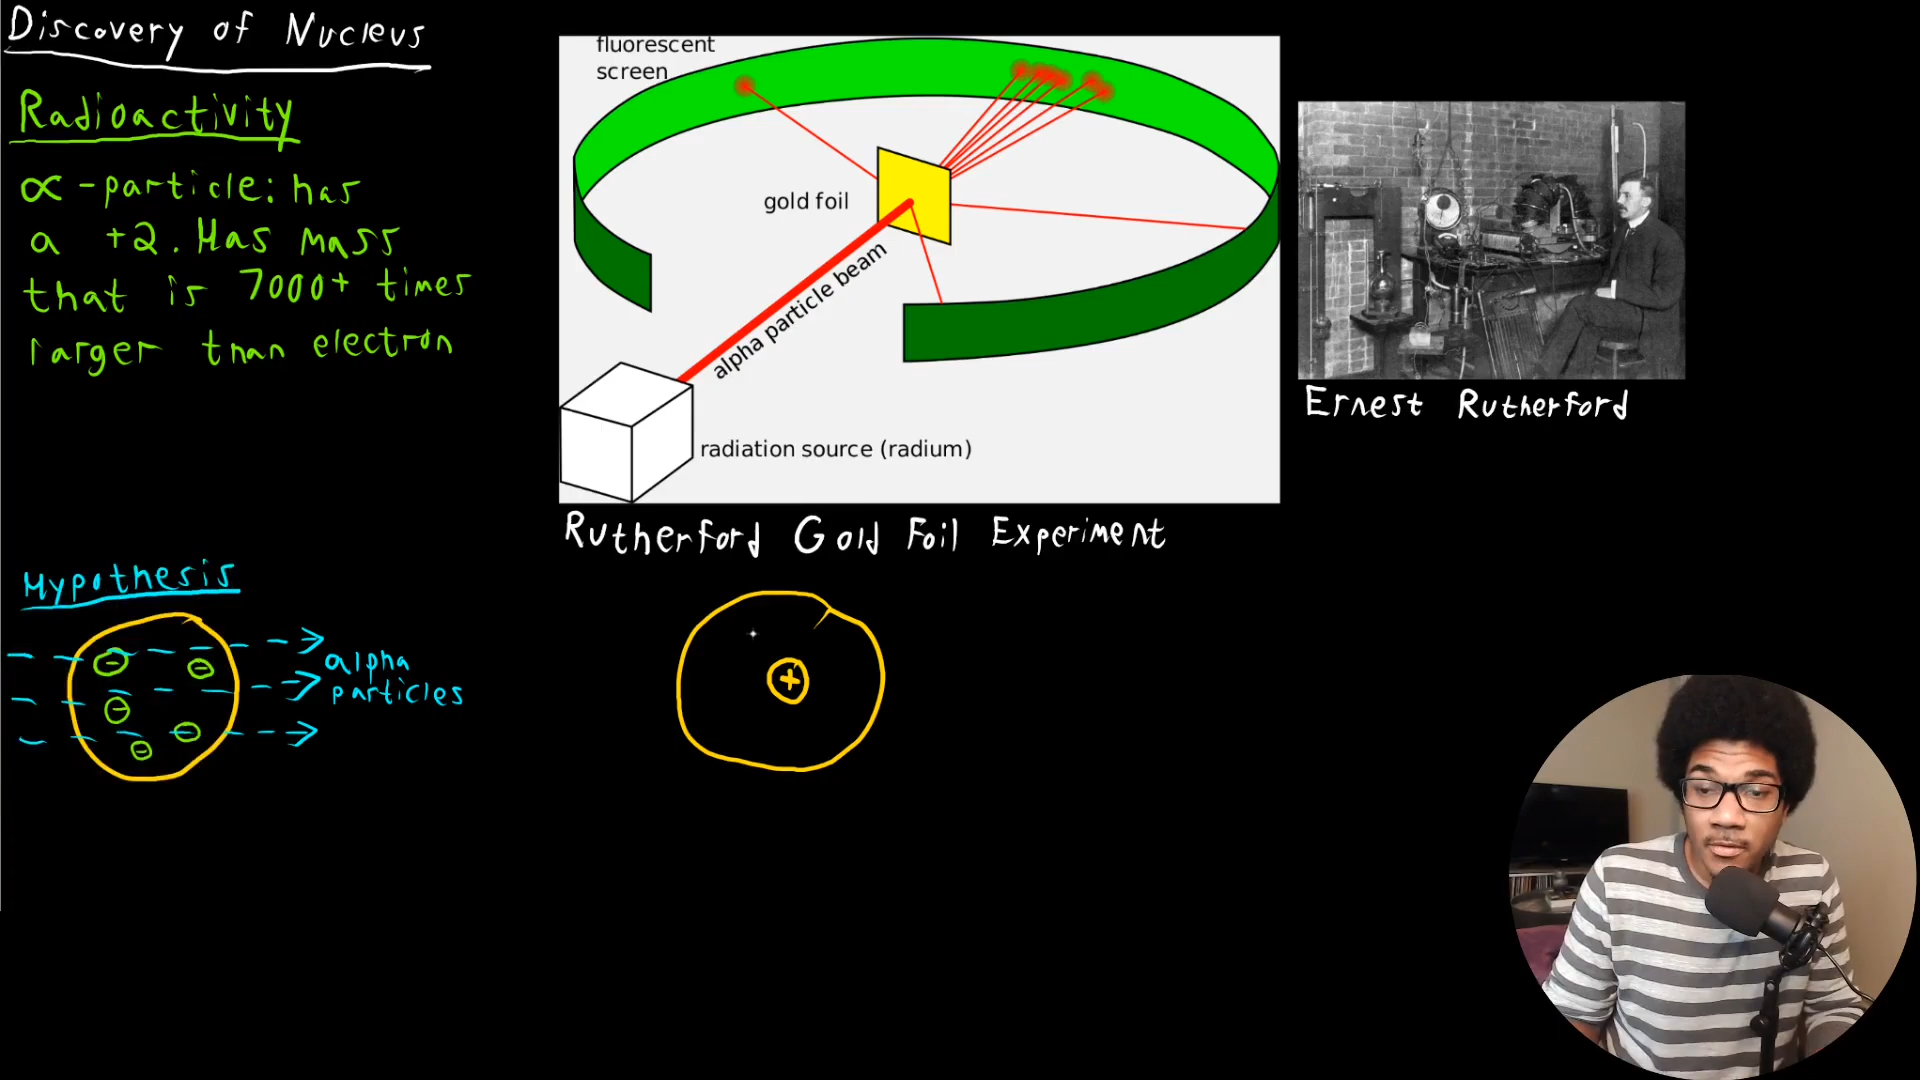 Discovery of Nucleus
Radioactivity
∝-particle: has
a +2. Has mass
that is 7000+ times
larger than electron
fluorescent
screen
gold foil
alpha particle beam
radiation source (radium)
Rutherford Gold Foil Experiment
Ernest Rutherford
Hypothesis
alpha
particles